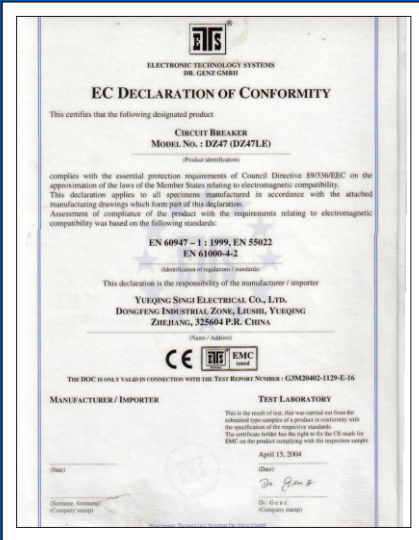 ETS
®
ELECTRONIC TECHNOLOGY SYSTEMS
DR. GENZ GMBH
EC DECLARATION OF CONFORMITY
This certifies that the following designated product
CIRCUIT BREAKER
MODEL NO. : DZ47 (DZ47LE)
(Product identification)
complies with the essential protection requirements of Council Directive 89/336/EEC on the
approximation of the laws of the Member States relating to electromagnetic compatibility.
This declaration applies to all specimens manufactured in accordance with the attached
manufacturing drawings which form part of this declaration.
Assessment of compliance of the product with the requirements relating to electromagnetic
compatibility was based on the following standards:
EN 60947 – 1 : 1999, EN 55022
EN 61000-4-2
(Identification of regulations / standards)
This declaration is the responsibility of the manufacturer / importer
YUEQING SINGI ELECTRICAL CO., LTD.
DONGFENG INDUSTRIAL ZONE, LIUSHI, YUEQING
ZHEJIANG, 325604 P.R. CHINA
(Name / Address)
CE ETS EMC
tested
THE DOC IS ONLY VALID IN CONNECTION WITH THE TEST REPORT NUMBER : G3M20402-1129-E-16
MANUFACTURER / IMPORTER
TEST LABORATORY
This is the result of test, that was carried out from the
submitted type-samples of a product in conformity with
the specification of the respective standards.
The certificate holder has the right to fix the CE-mark for
EMC on the product complying with the inspection sample.
April 15, 2004
(Date)
(Date)
Dr. Genz
(Surname, forename)
(Company stamp)
Dr. Genz
(Company stamp)
ELECTRONIC TECHNOLOGY SYSTEMS DR. GENZ GMBH